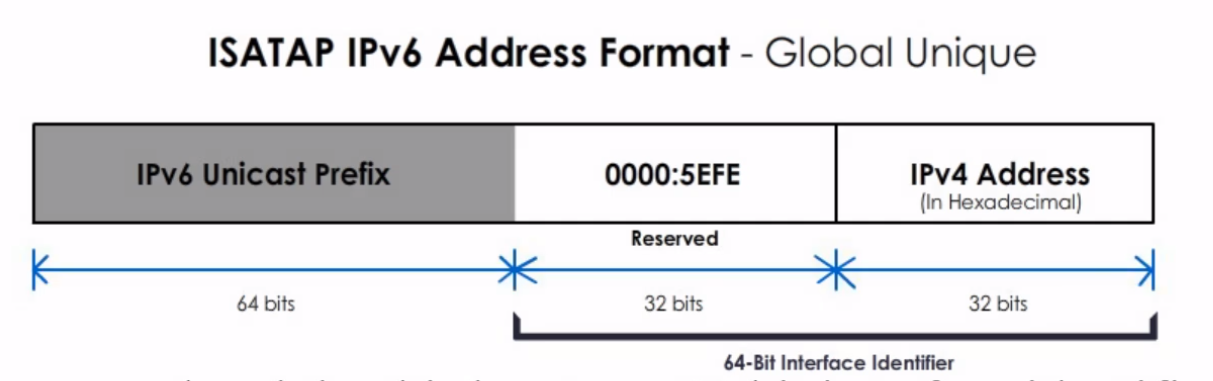 ISATAP IPv6 Address Format - Global Unique
IPv6 Unicast Prefix
0000:5EFE
IPv4 Address
(In Hexadecimal)
Reserved
64 bits
32 bits
32 bits
64-Bit Interface Identifier